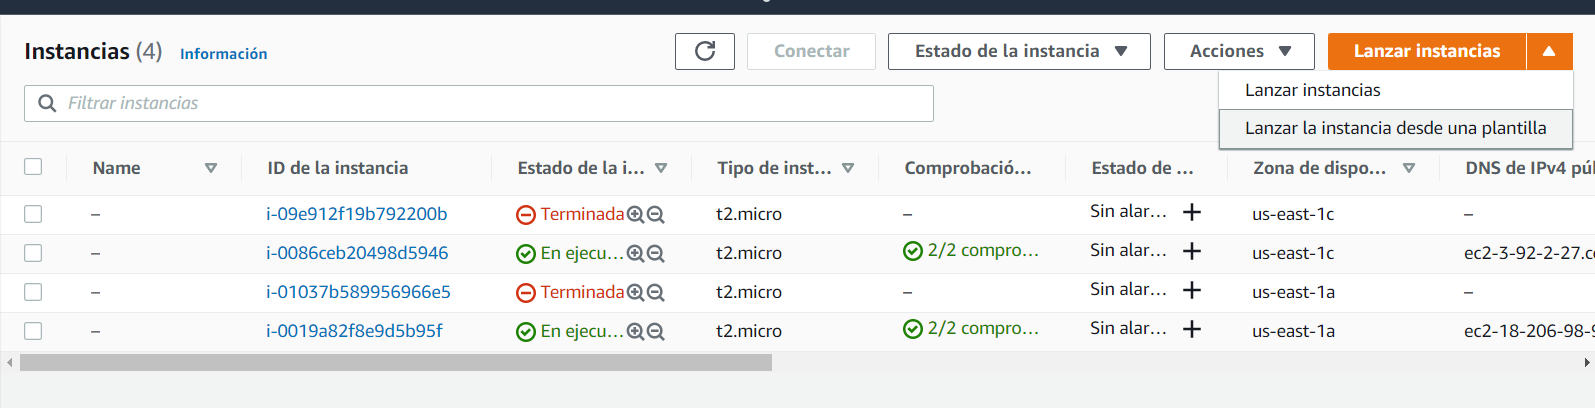 Instancias (4) Información Conectar Estado de la instancia Acciones Lanzar instancias
Filtrar instancias
Lanzar instancias
Lanzar la instancia desde una plantilla
Name ID de la instancia Estado de la i... Tipo de inst... Comprobació... Estado de ... Zona de dispo... DNS de IPv4 púl
– i-09e912f19b792200b Terminada t2.micro – Sin alar... + us-east-1c –
– i-0086ceb20498d5946 En ejecu... t2.micro 2/2 compro... Sin alar... + us-east-1c ec2-3-92-2-27.co
– i-01037b589956966e5 Terminada t2.micro – Sin alar... + us-east-1a –
– i-0019a82f8e9d5b95f En ejecu... t2.micro 2/2 compro... Sin alar... + us-east-1a ec2-18-206-98-9